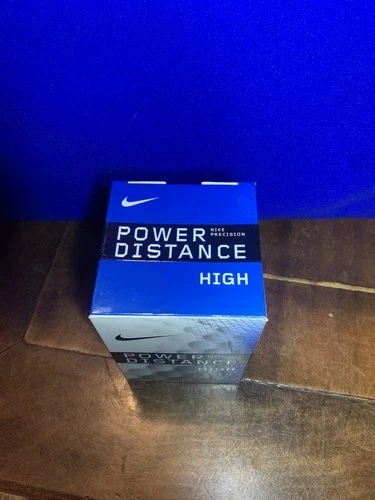 POWER NIKE PRECISION
DISTANCE
HIGH
POWER
DISTANCE
HIGH